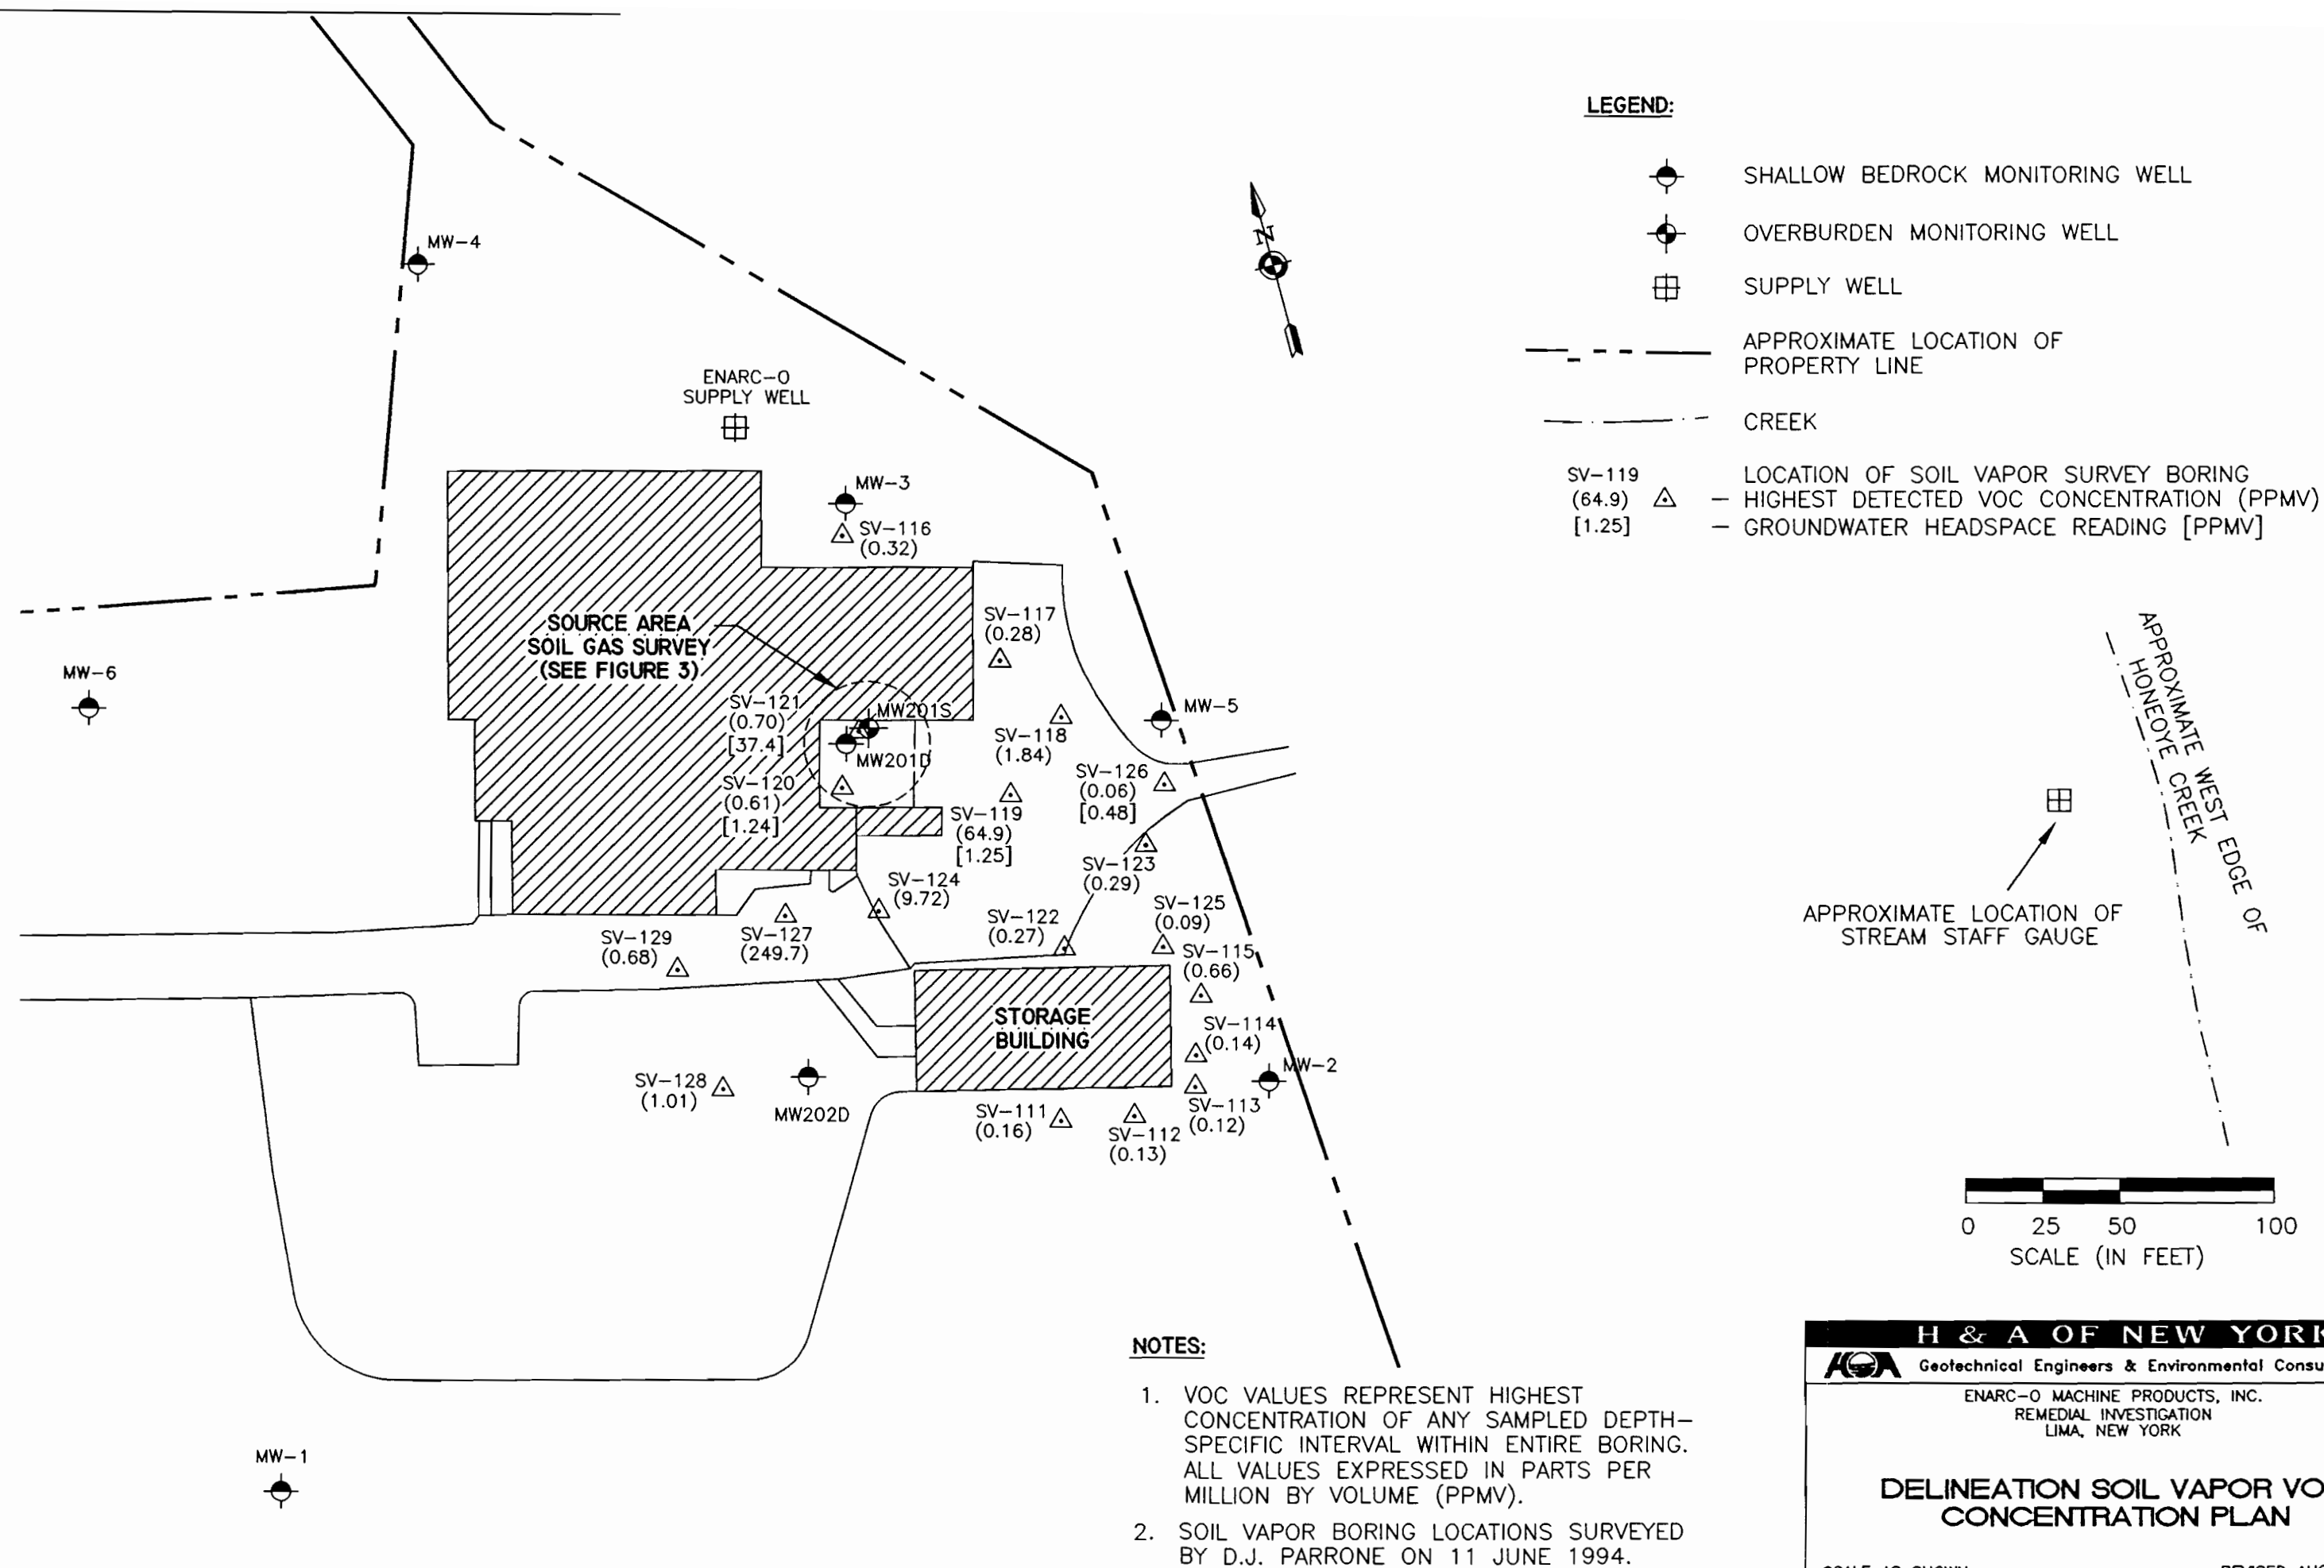 MW-4
ENARC-O
SUPPLY WELL
MW-3
SV-116
(0.32)
SOURCE AREA
SOIL GAS SURVEY
(SEE FIGURE 3)
SV-117
(0.28)
MW-6
SV-121
(0.70)
[37.4]
MW201S
MW201D
SV-120
(0.61)
[1.24]
SV-118
(1.84)
MW-5
SV-126
(0.06)
[0.48]
SV-119
(64.9)
[1.25]
SV-123
(0.29)
SV-124
(9.72)
SV-122
(0.27)
SV-125
(0.09)
SV-129
(0.68)
SV-127
(249.7)
SV-115
(0.66)
STORAGE
BUILDING
SV-114
(0.14)
MW-2
SV-128
(1.01)
MW202D
SV-111
(0.16)
SV-112
(0.13)
SV-113
(0.12)
MW-1
N
LEGEND:
SHALLOW BEDROCK MONITORING WELL
OVERBURDEN MONITORING WELL
SUPPLY WELL
APPROXIMATE LOCATION OF
PROPERTY LINE
CREEK
SV-119 LOCATION OF SOIL VAPOR SURVEY BORING
(64.9) – HIGHEST DETECTED VOC CONCENTRATION (PPMV)
[1.25] – GROUNDWATER HEADSPACE READING [PPMV]
APPROXIMATE WEST EDGE OF
HONEOYE CREEK
APPROXIMATE LOCATION OF
STREAM STAFF GAUGE
0 25 50 100
SCALE (IN FEET)
NOTES:
1. VOC VALUES REPRESENT HIGHEST
CONCENTRATION OF ANY SAMPLED DEPTH-
SPECIFIC INTERVAL WITHIN ENTIRE BORING.
ALL VALUES EXPRESSED IN PARTS PER
MILLION BY VOLUME (PPMV).
2. SOIL VAPOR BORING LOCATIONS SURVEYED
BY D.J. PARRONE ON 11 JUNE 1994.
H & A OF NEW YORK
Geotechnical Engineers & Environmental Consu
ENARC-O MACHINE PRODUCTS, INC.
REMEDIAL INVESTIGATION
LIMA, NEW YORK
DELINEATION SOIL VAPOR VO
CONCENTRATION PLAN